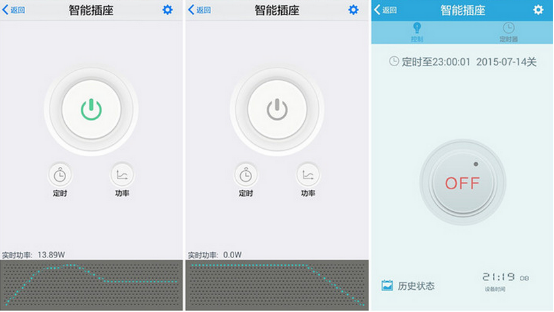 返回 智能插座
定时 功率
实时功率: 13.89W
返回 智能插座
定时 功率
实时功率: 0.0W
返回 智能插座
控制 定时器
定时至23:00:01 2015-07-14关
OFF
历史状态 21:19 08
设备时间